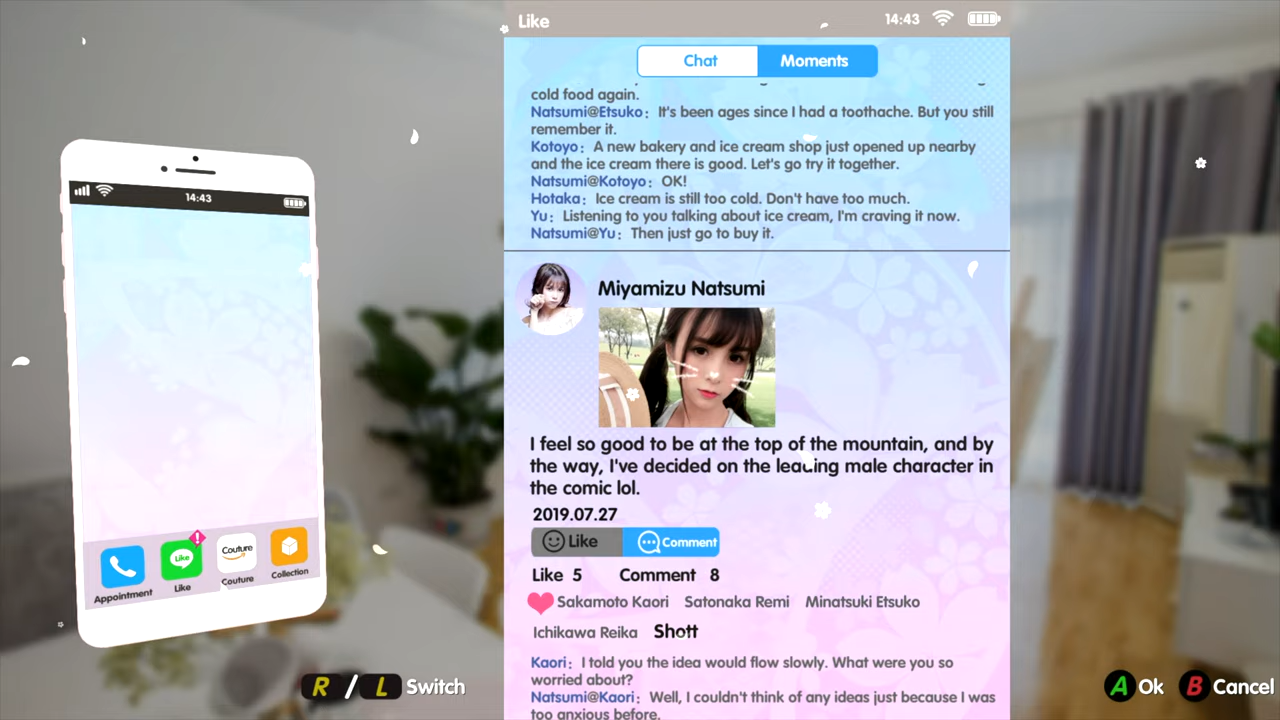 Like
14:43
Chat
Moments
cold food again.
Natsumi@Etsuko: It's been ages since I had a toothache. But you still
remember it.
Kotoyo: A new bakery and ice cream shop just opened up nearby
and the ice cream there is good. Let's go try it together.
Natsumi@Kotoyo: OK!
Hotaka: Ice cream is still too cold. Don't have too much.
Yu: Listening to you talking about ice cream, I'm craving it now.
Natsumi@Yu: Then just go to buy it.
Miyamizu Natsumi
I feel so good to be at the top of the mountain, and by
the way, I've decided on the leading male character in
the comic lol.
2019.07.27
Like
Comment
Like 5 Comment 8
Sakamoto Kaori Satonaka Remi Minatsuki Etsuko
Ichikawa Reika Shott
Kaori: I told you the idea would flow slowly. What were you so
worried about?
Natsumi@Kaori: Well, I couldn't think of any ideas just because I was
too anxious before.
14:43
Like
Couture
Appointment
Like
Couture
Collection
R / L Switch
A Ok
B Cancel